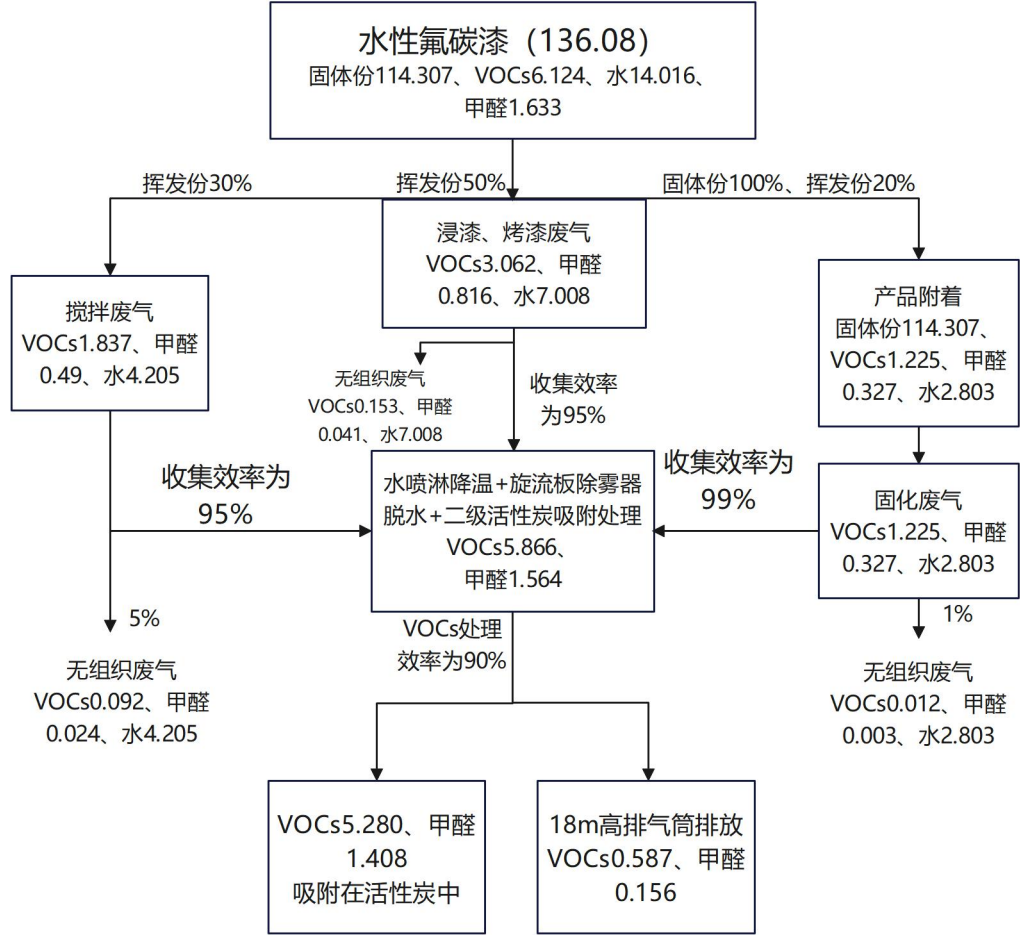 水性氟碳漆（136.08）
固体份114.307、VOCs6.124、水14.016、
甲醛1.633
挥发份30%
挥发份50%
固体份100%、挥发份20%
浸漆、烤漆废气
VOCs3.062、甲醛
0.816、水7.008
搅拌废气
VOCs1.837、甲醛
0.49、水4.205
产品附着
固体份114.307、
VOCs1.225、甲醛
0.327、水2.803
无组织废气
VOCs0.153、甲醛
0.041、水7.008
收集效率
为95%
收集效率为
95%
水喷淋降温+旋流板除雾器
脱水+二级活性炭吸附处理
VOCs5.866、
甲醛1.564
收集效率为
99%
固化废气
VOCs1.225、甲醛
0.327、水2.803
5%
无组织废气
VOCs0.092、甲醛
0.024、水4.205
VOCs处理
效率为90%
1%
无组织废气
VOCs0.012、甲醛
0.003、水2.803
VOCs5.280、甲醛
1.408
吸附在活性炭中
18m高排气筒排放
VOCs0.587、甲醛
0.156